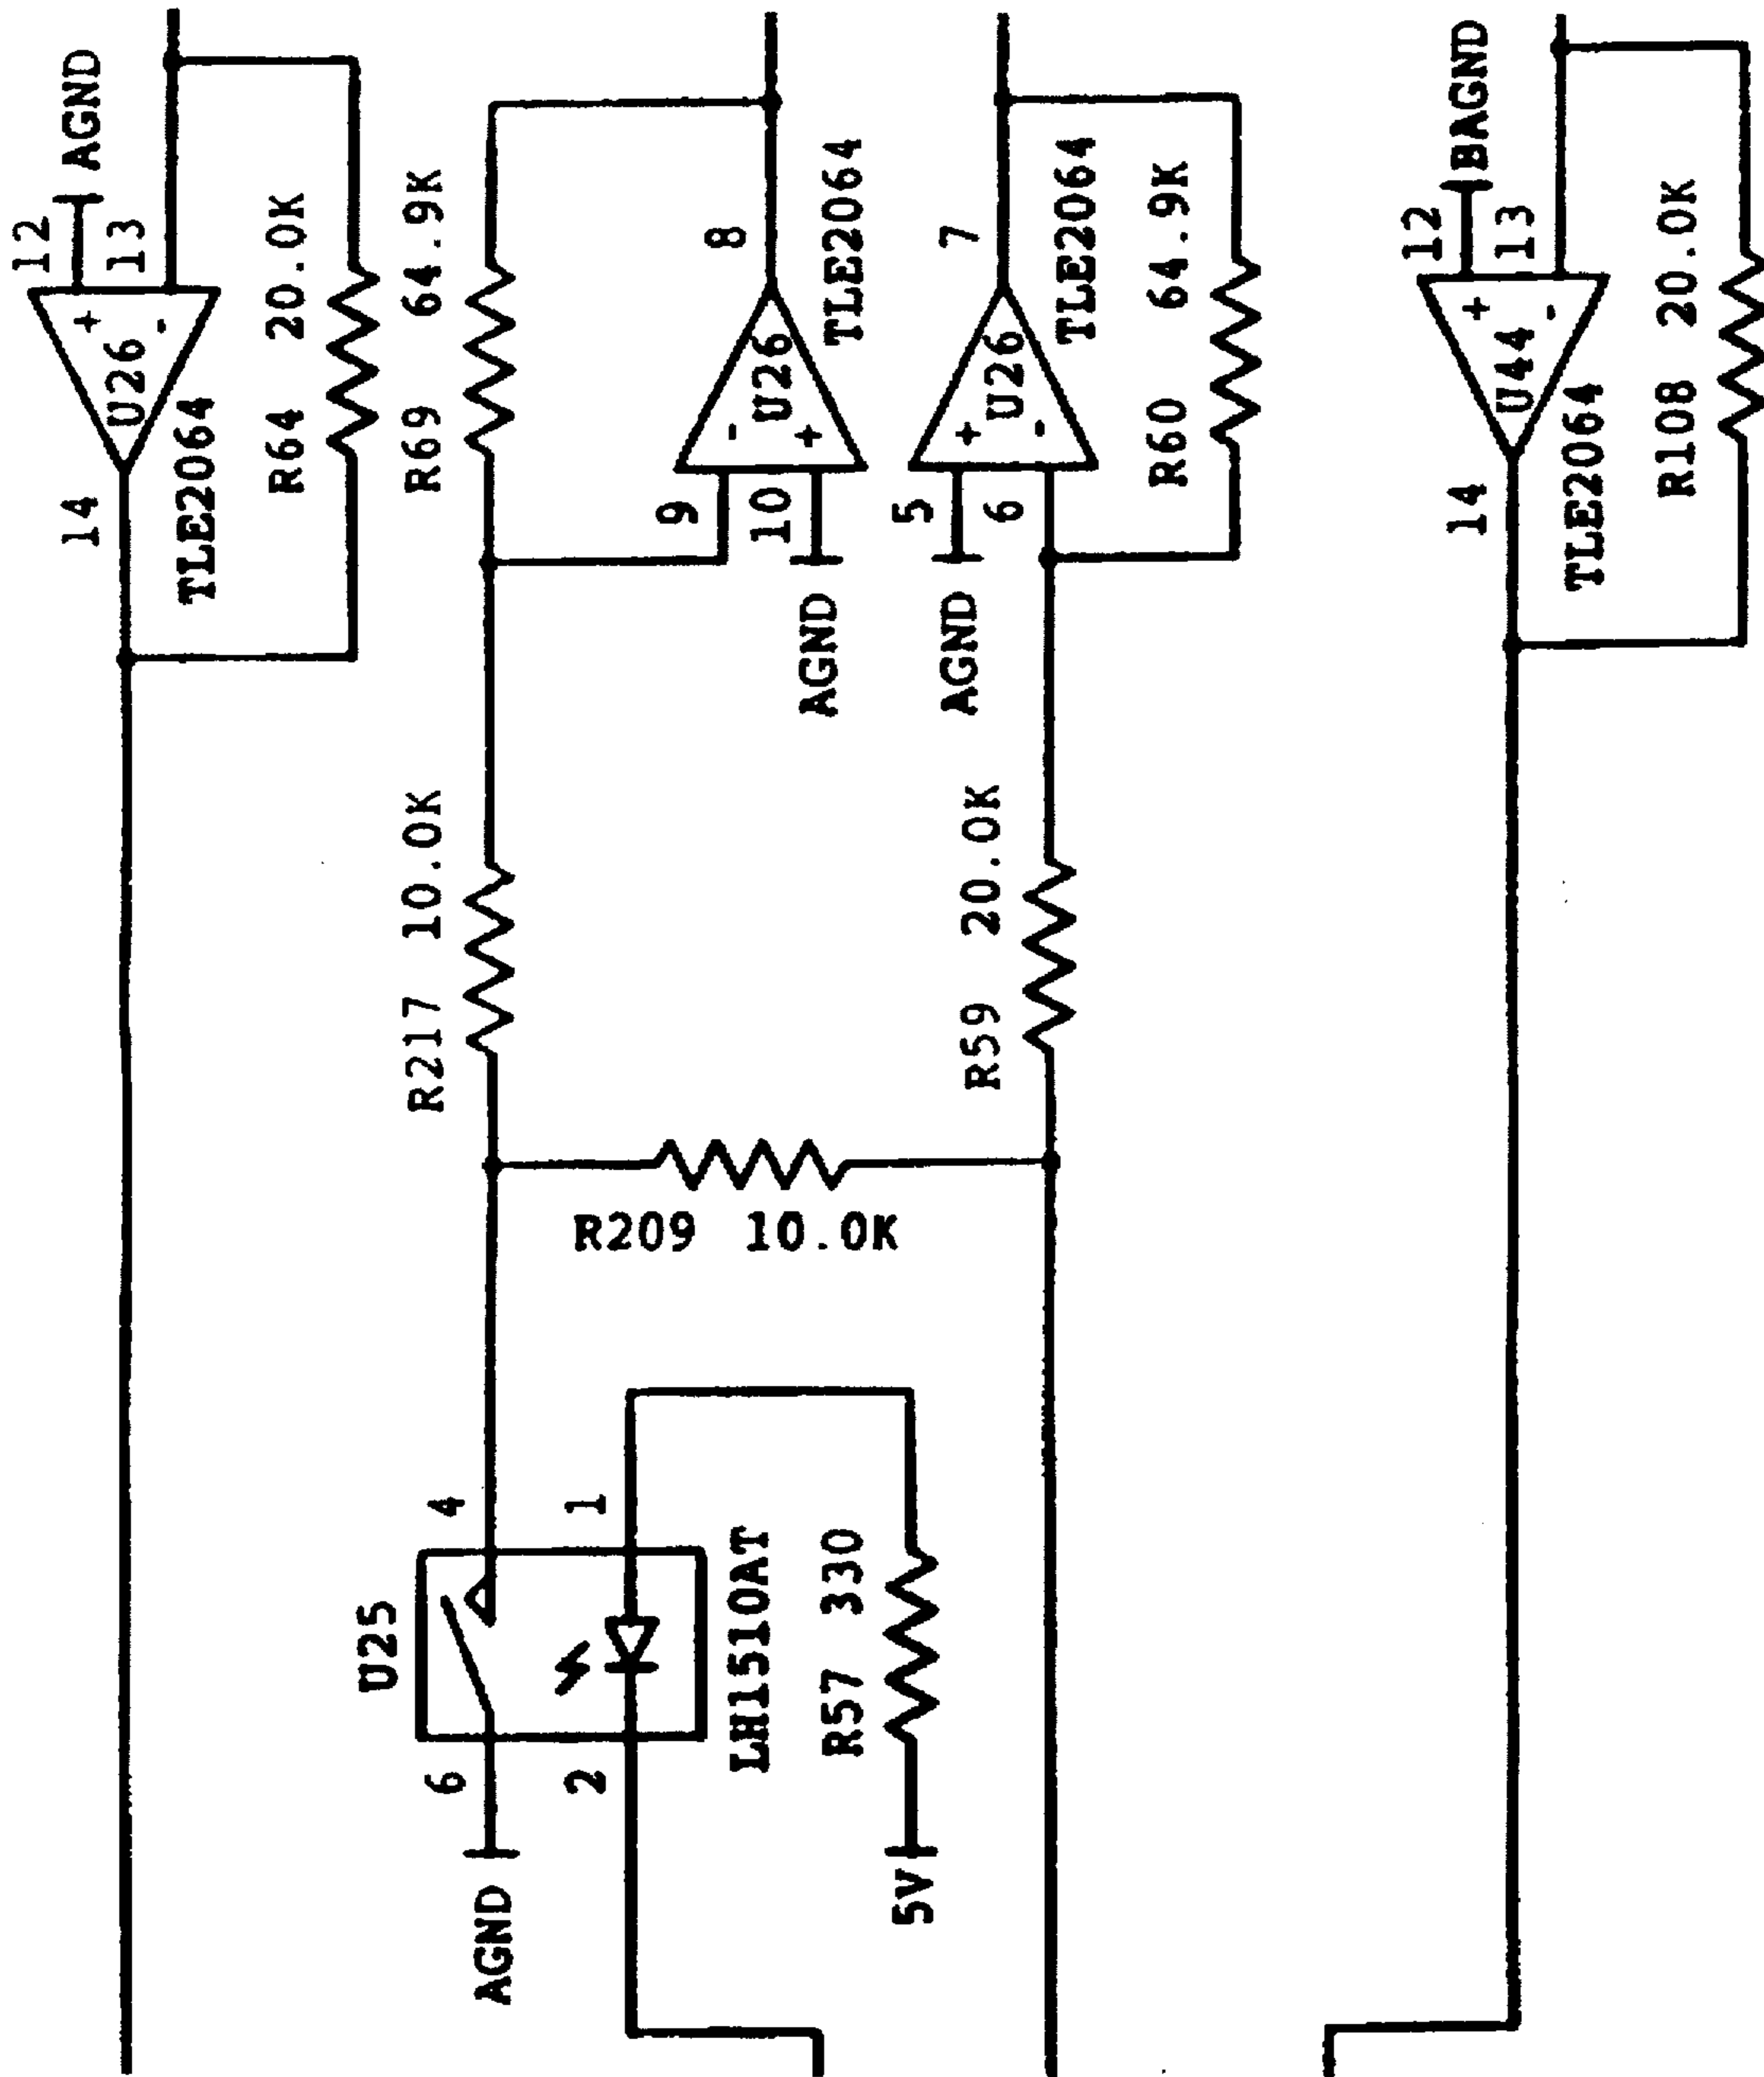 12
AGND
13
U26
14
TLE2064
R64 20.0K
R69 64.9K
9
10
U26
8
TLE2064
AGND
5
6
U26
7
TLE2064
AGND
R60 64.9K
12
BAGND
13
U44
14
TLE2064
R108 20.0K
R217 10.0K
R59 20.0K
R209 10.0K
U25
4
1
6
2
LH1510AT
R57 330
AGND
5V
+
-
-
+
+
-
+
-